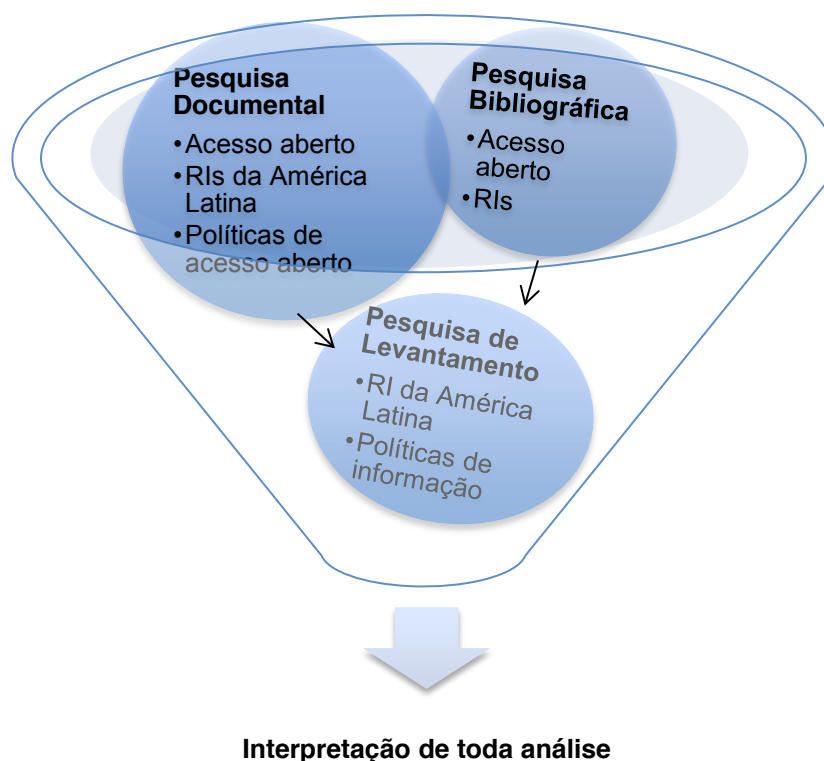 Pesquisa
Documental
•Acesso aberto
•RIs da América
Latina
•Políticas de
acesso aberto
Pesquisa
Bibliográfica
•Acesso
aberto
•RIs
Pesquisa de
Levantamento
•RI da América
Latina
•Políticas de
informação
Interpretação de toda análise